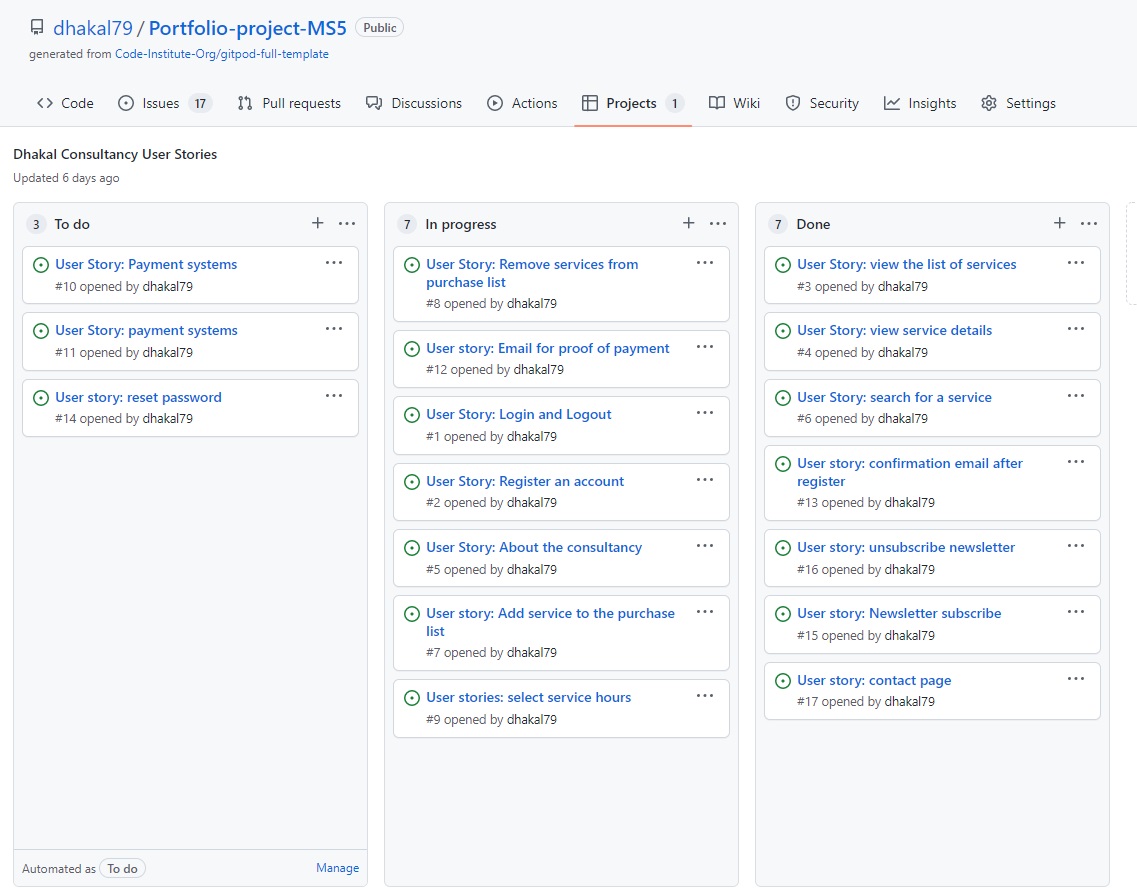 dhakal79 / Portfolio-project-MS5 Public
generated from Code-Institute-Org/gitpod-full-template
Code Issues 17 Pull requests Discussions Actions Projects 1 Wiki Security Insights Settings
Dhakal Consultancy User Stories
Updated 6 days ago
3 To do
User Story: Payment systems
#10 opened by dhakal79
User Story: payment systems
#11 opened by dhakal79
User story: reset password
#14 opened by dhakal79
Automated as To do Manage
7 In progress
User Story: Remove services from
purchase list
#8 opened by dhakal79
User story: Email for proof of payment
#12 opened by dhakal79
User Story: Login and Logout
#1 opened by dhakal79
User Story: Register an account
#2 opened by dhakal79
User Story: About the consultancy
#5 opened by dhakal79
User story: Add service to the purchase
list
#7 opened by dhakal79
User stories: select service hours
#9 opened by dhakal79
7 Done
User Story: view the list of services
#3 opened by dhakal79
User Story: view service details
#4 opened by dhakal79
User Story: search for a service
#6 opened by dhakal79
User story: confirmation email after
register
#13 opened by dhakal79
User story: unsubscribe newsletter
#16 opened by dhakal79
User story: Newsletter subscribe
#15 opened by dhakal79
User story: contact page
#17 opened by dhakal79